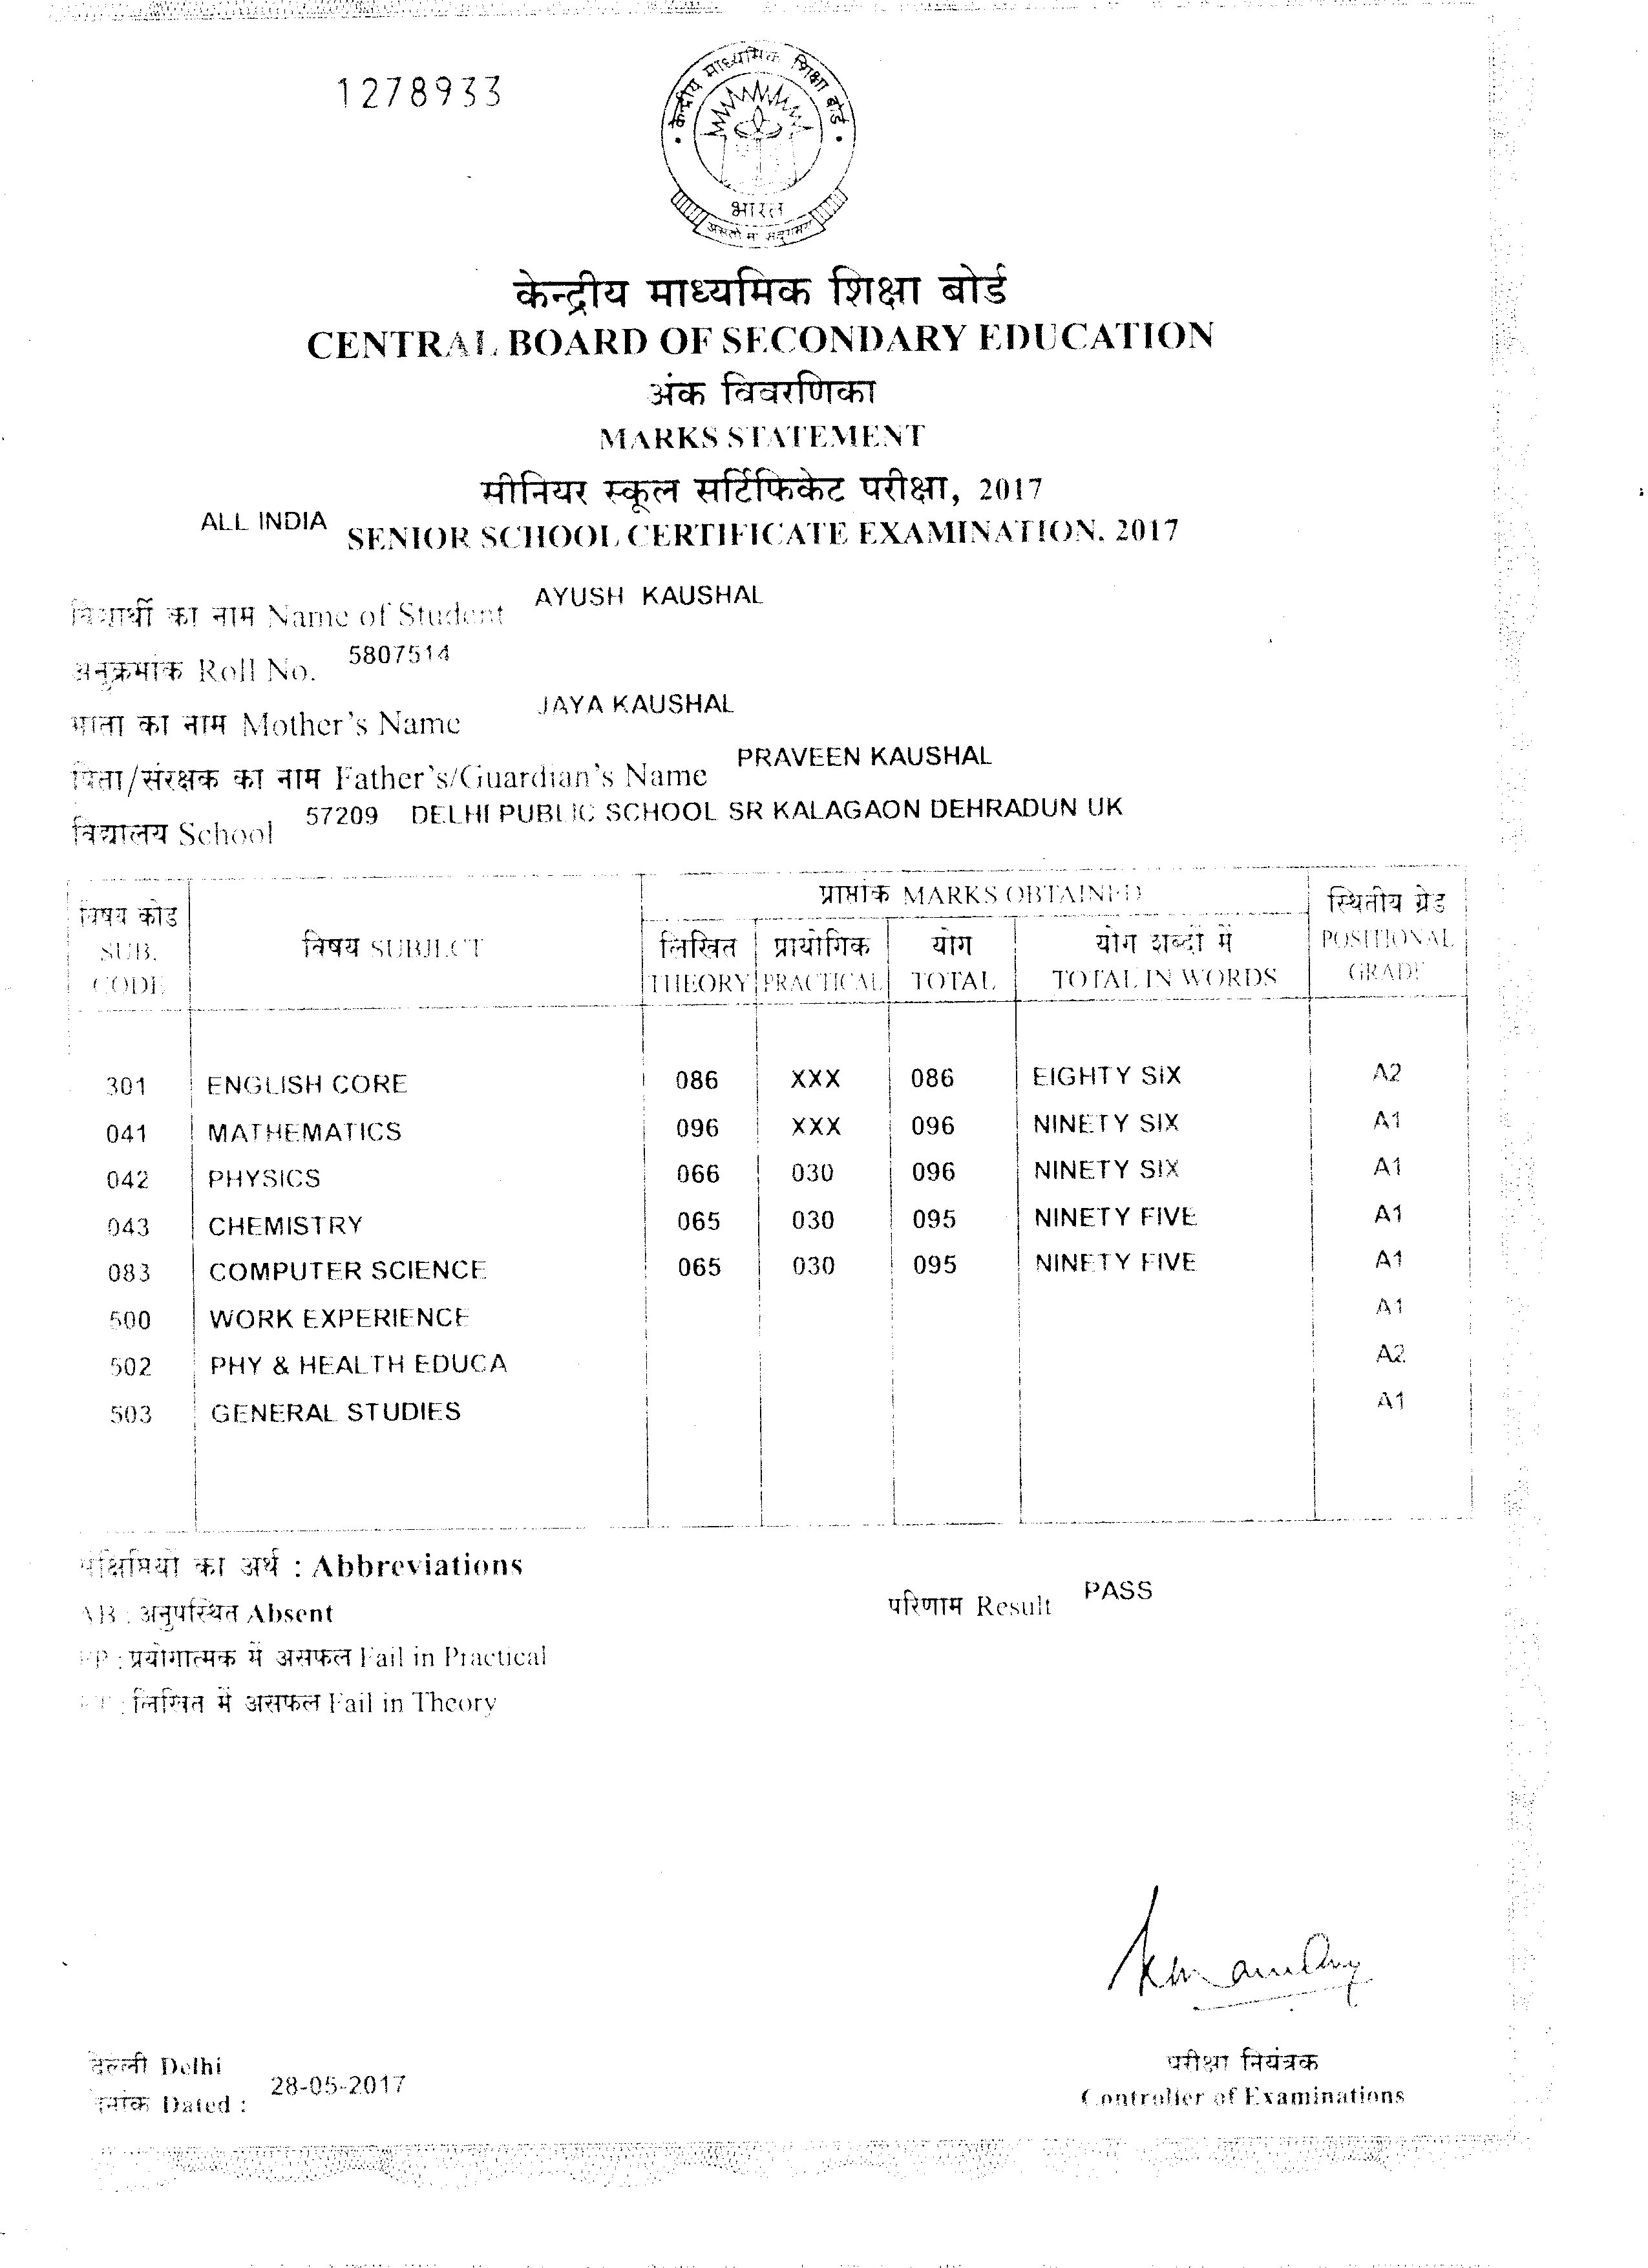 1278933
केन्द्रीय माध्यमिक शिक्षा बोर्ड
भारत
असतो मा सद्गमय
केन्द्रीय माध्यमिक शिक्षा बोर्ड
CENTRAL BOARD OF SECONDARY EDUCATION
अंक विवरणिका
MARKS STATEMENT
सीनियर स्कूल सर्टिफिकेट परीक्षा, 2017
ALL INDIA SENIOR SCHOOL CERTIFICATE EXAMINATION, 2017
विद्यार्थी का नाम Name of Student AYUSH KAUSHAL
अनुक्रमांक Roll No. 5807514
माता का नाम Mother's Name JAYA KAUSHAL
पिता/संरक्षक का नाम Father's/Guardian's Name PRAVEEN KAUSHAL
विद्यालय School 57209 DELHI PUBLIC SCHOOL SR KALAGAON DEHRADUN UK
प्राप्तांक MARKS OBTAINED
विषय कोड SUB. CODE विषय SUBJECT लिखित THEORY प्रायोगिक PRACTICAL योग TOTAL योग शब्दों में TOTAL IN WORDS स्थितीय ग्रेड POSITIONAL GRADE
301 ENGLISH CORE 086 XXX 086 EIGHTY SIX A2
041 MATHEMATICS 096 XXX 096 NINETY SIX A1
042 PHYSICS 066 030 096 NINETY SIX A1
043 CHEMISTRY 065 030 095 NINETY FIVE A1
083 COMPUTER SCIENCE 065 030 095 NINETY FIVE A1
500 WORK EXPERIENCE A1
502 PHY & HEALTH EDUCA A2
503 GENERAL STUDIES A1
का अर्थ : Abbreviations
AB : अनुपस्थित Absent
परिणाम Result PASS
FP : प्रयोगात्मक में असफल Fail in Practical
: लिखित में असफल Fail in Theory
दिल्ली Delhi
दिनांक Dated : 28-05-2017
परीक्षा नियंत्रक
Controller of Examinations